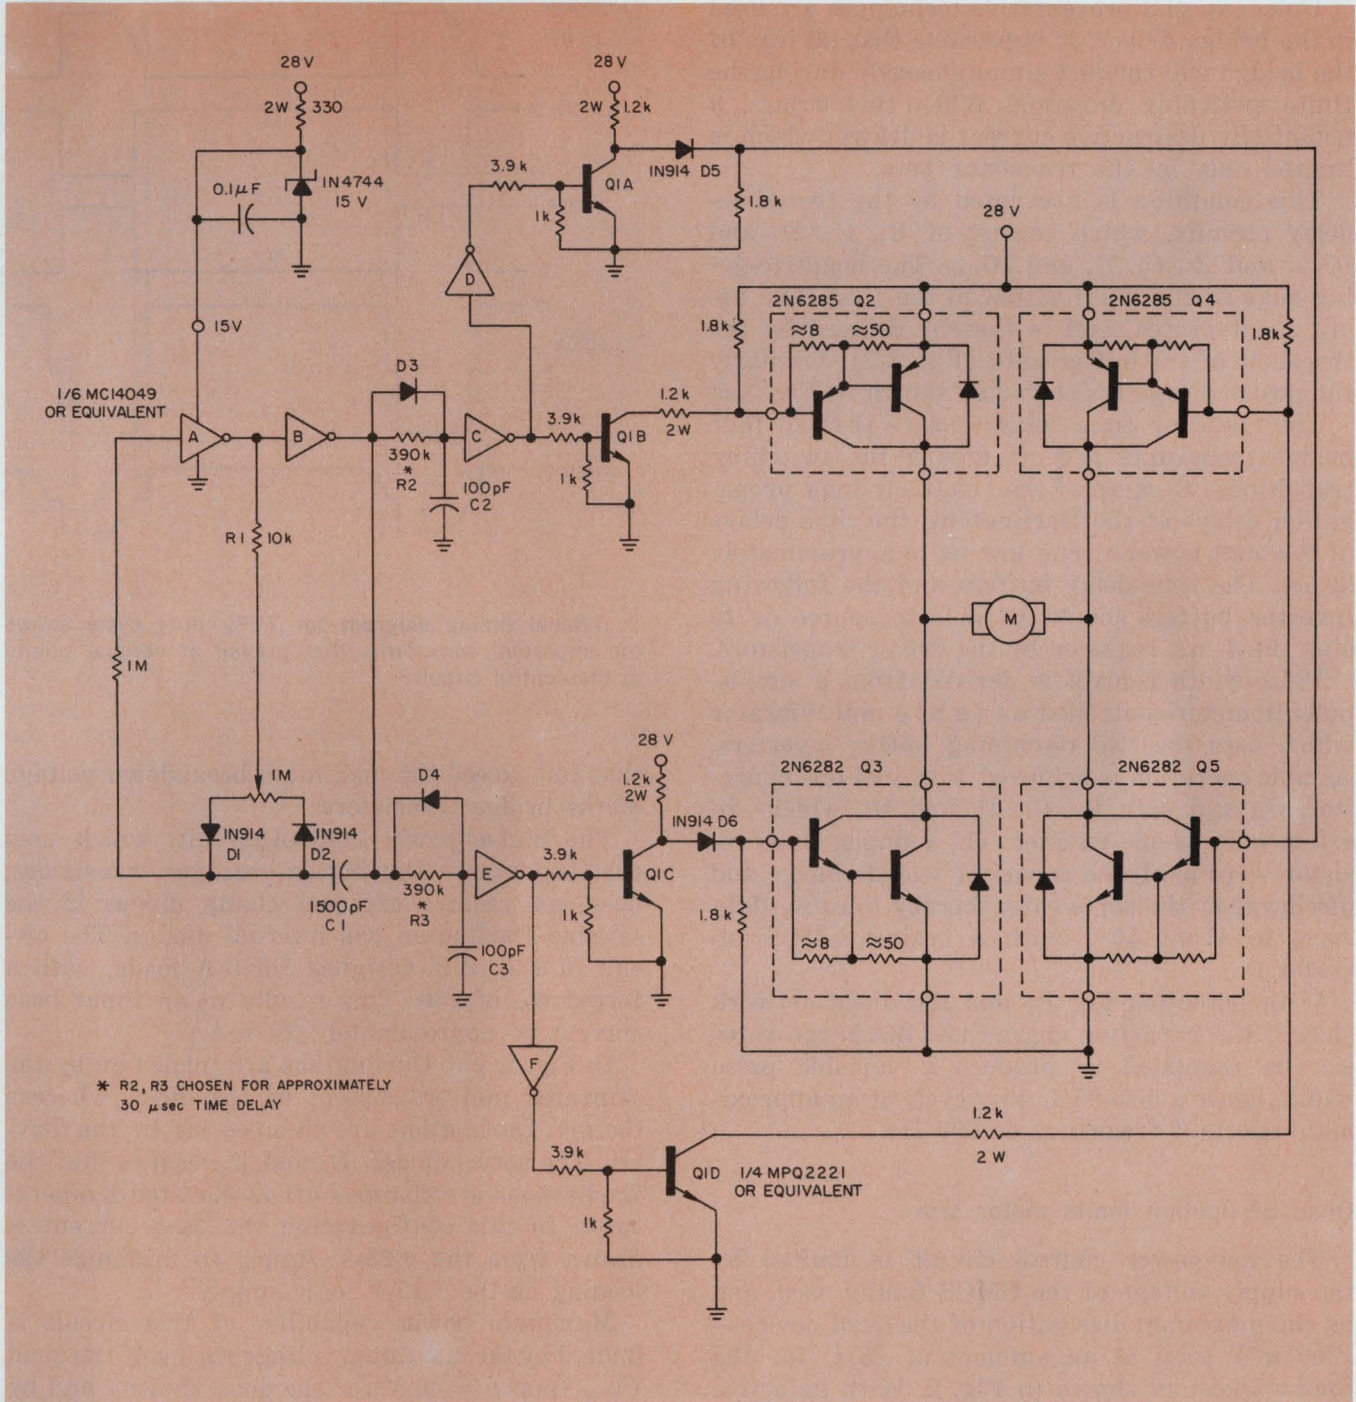 28 V
2W 330
0.1µF
1N4744
15 V
15V
28 V
2W 1.2k
3.9 k
Q1A
1k
1N914 D5
1.8k
D
28 V
2N6285 Q2
2N6285 Q4
1.8k
≈8 ≈50
1.8k
1/6 MC14049
OR EQUIVALENT
A
B
D3
390k
*
R2
100pF
C2
C
3.9k
1k
Q1B
1.2k
2W
R1 10k
1M
M
1M
1N914
D1
1N914
D2
1500pF
C1
D4
390k
*
R3
100pF
C3
E
3.9k
1k
Q1C
28 V
1.2k
2W
1N914 D6
1.8k
2N6282 Q3
2N6282 Q5
≈8 ≈50
F
* R2, R3 CHOSEN FOR APPROXIMATELY
30 µsec TIME DELAY
3.9k
1k
Q1D 1/4 MPQ2221
OR EQUIVALENT
1.2k
2 W